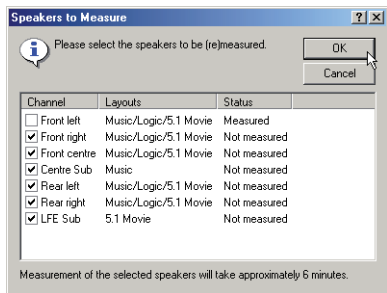 Speakers to Measure
Please select the speakers to be (re)measured.
OK
Cancel
Channel Layouts Status
Front left Music/Logic/5.1 Movie Measured
Front right Music/Logic/5.1 Movie Not measured
Front centre Music/Logic/5.1 Movie Not measured
Centre Sub Music Not measured
Rear left Music/Logic/5.1 Movie Not measured
Rear right Music/Logic/5.1 Movie Not measured
LFE Sub 5.1 Movie Not measured
Measurement of the selected speakers will take approximately 6 minutes.